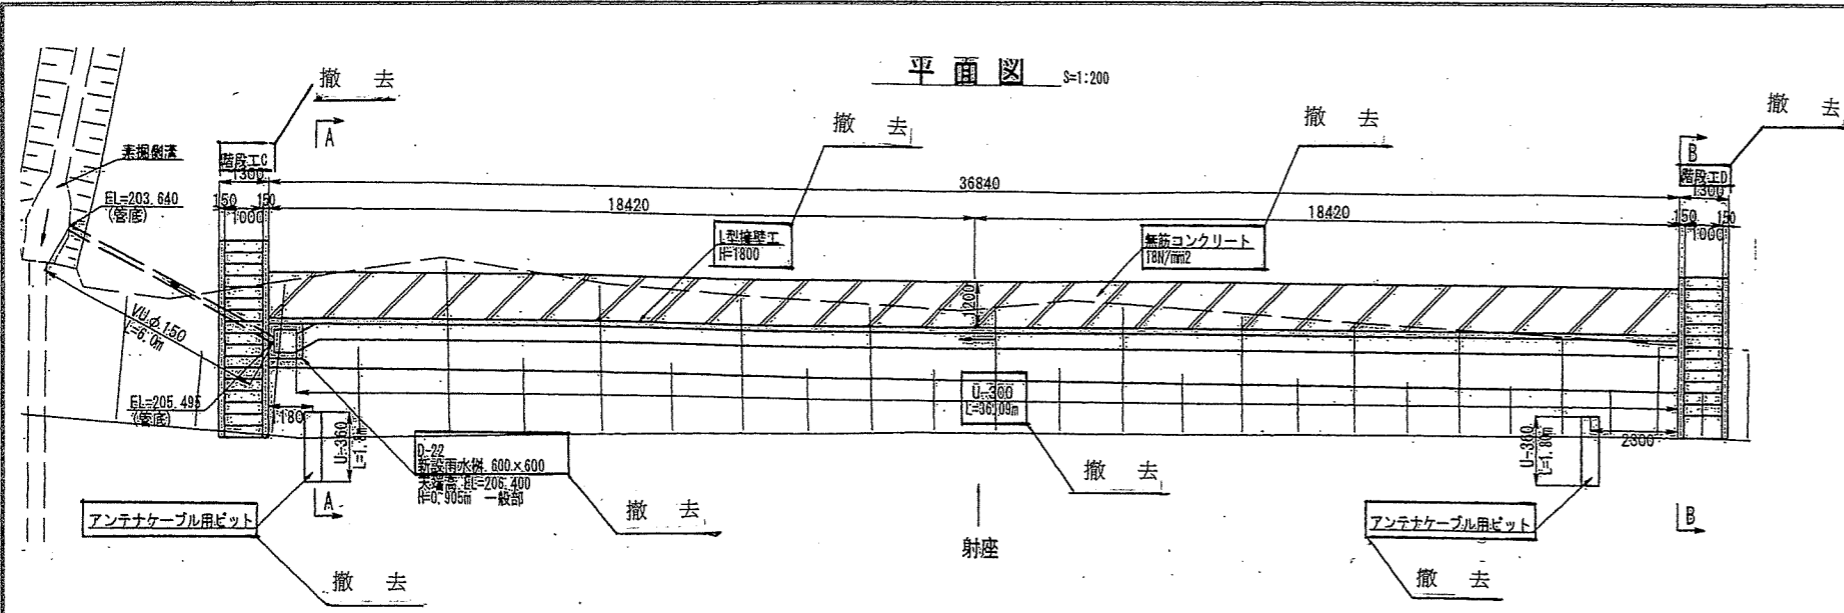 平面図 S=1:200
撤去
撤去
撤去
撤去
A
B
素掘側溝
階段工C
1300
36840
階段工D
1300
EL=203.640
(管底)
150
150
1000
18420
18420
150
150
1000
L型擁壁工
H=1800
無筋コンクリート
18N/mm2
1200
VUφ150
L=6.0m
EL=205.495
(管底)
1180
U-300
L=36.09m
U-360
L=1.8m
D-22
新設雨水桝 600×600
天端高 EL=206.400
H=0.905m 一般部
撤去
U-360
L=1.80m
2300
A
アンテナケーブル用ピット
撤去
射座
アンテナケーブル用ピット
B
撤去
撤去